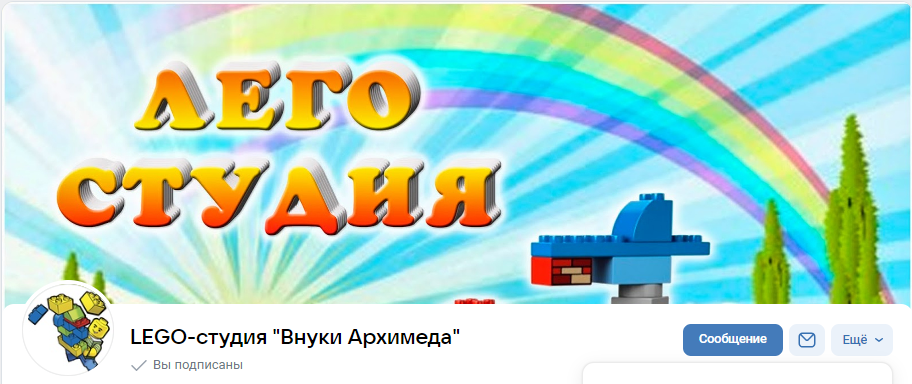 ЛЕГО
СТУДИЯ
LEGO-студия "Внуки Архимеда"
Вы подписаны
Сообщение
Ещё